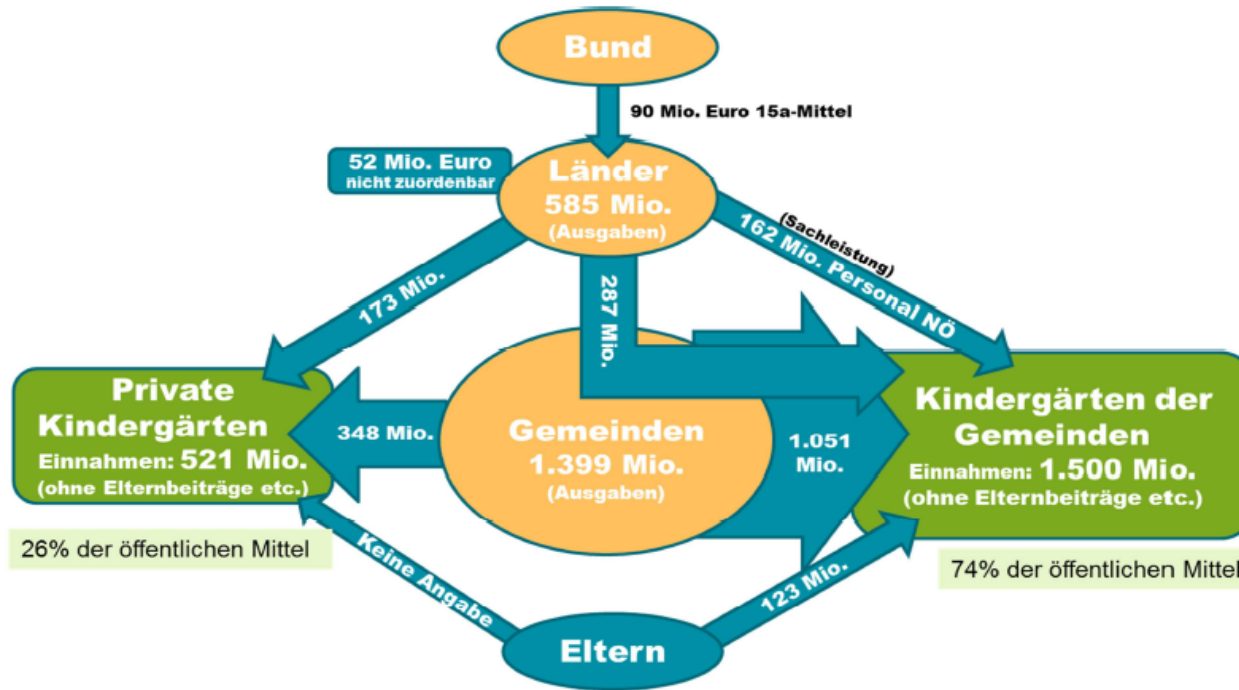 Bund
90 Mio. Euro 15a-Mittel
52 Mio. Euro
nicht zuordenbar
Länder
585 Mio.
(Ausgaben)
(Sachleistung)
162 Mio. Personal NÖ
173 Mio.
287 Mio.
Private
Kindergärten
Einnahmen: 521 Mio.
(ohne Elternbeiträge etc.)
348 Mio.
Gemeinden
1.399 Mio.
(Ausgaben)
1.051
Mio.
Kindergärten der
Gemeinden
Einnahmen: 1.500 Mio.
(ohne Elternbeiträge etc.)
26% der öffentlichen Mittel
74% der öffentlichen Mittel
Keine Angabe
123 Mio.
Eltern